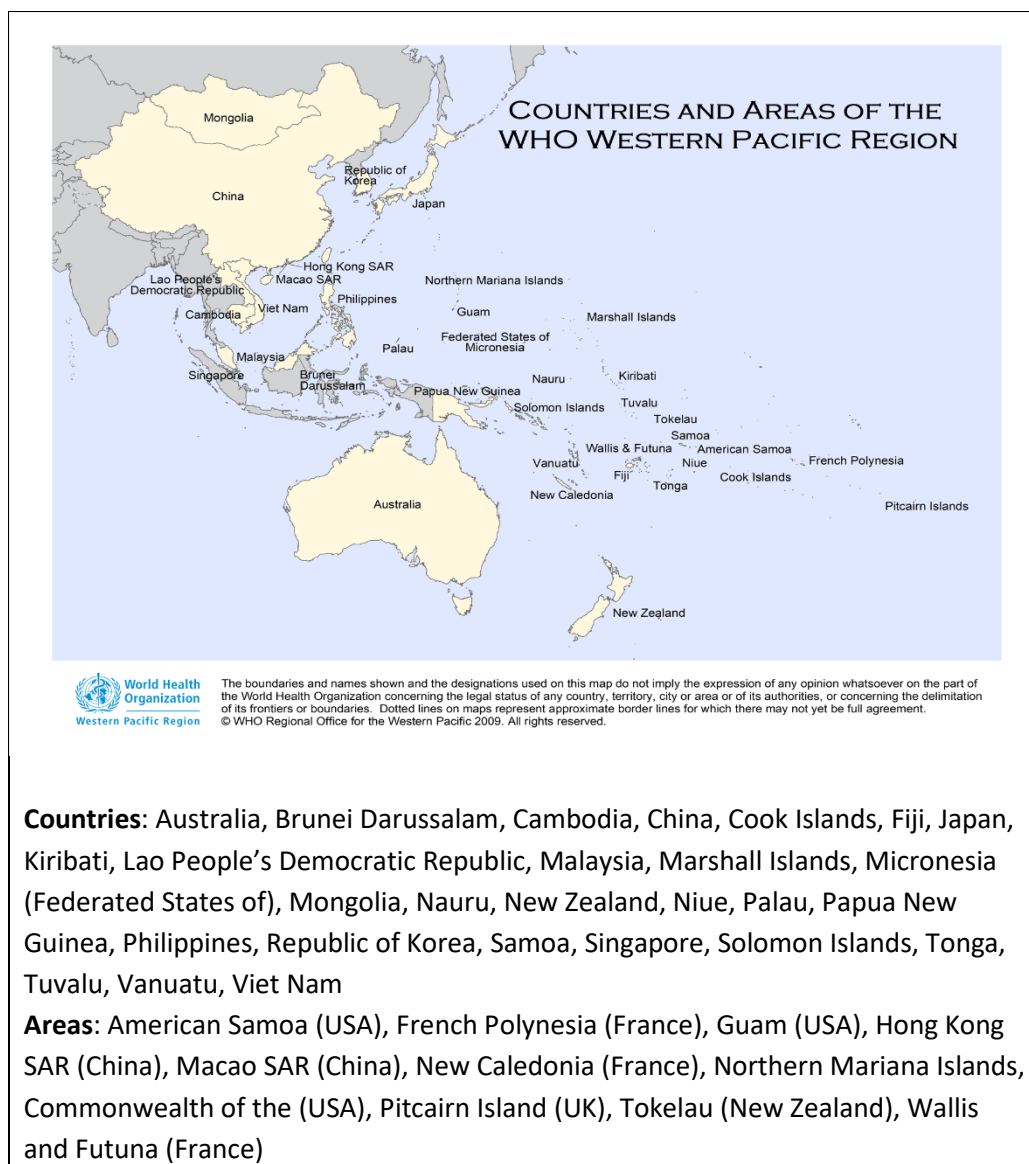 COUNTRIES AND AREAS OF THE
WHO WESTERN PACIFIC REGION
Mongolia
Republic of
Korea
China
Japan
Hong Kong SAR
Macao SAR
Lao People's
Democratic Republic
Northern Mariana Islands
Philippines
Viet Nam
Cambodia
Guam
Marshall Islands
Federated States of
Micronesia
Palau
Malaysia
Singapore
Brunei
Darussalam
Nauru
Kiribati
Papua New Guinea
Solomon Islands
Tuvalu
Tokelau
Samoa
Wallis & Futuna
American Samoa
Vanuatu
Fiji
Niue
French Polynesia
Tonga
Cook Islands
New Caledonia
Australia
Pitcairn Islands
New Zealand
World Health
Organization
Western Pacific Region
The boundaries and names shown and the designations used on this map do not imply the expression of any opinion whatsoever on the part of
the World Health Organization concerning the legal status of any country, territory, city or area or of its authorities, or concerning the delimitation
of its frontiers or boundaries. Dotted lines on maps represent approximate border lines for which there may not yet be full agreement.
© WHO Regional Office for the Western Pacific 2009. All rights reserved.
Countries: Australia, Brunei Darussalam, Cambodia, China, Cook Islands, Fiji, Japan,
Kiribati, Lao People’s Democratic Republic, Malaysia, Marshall Islands, Micronesia
(Federated States of), Mongolia, Nauru, New Zealand, Niue, Palau, Papua New
Guinea, Philippines, Republic of Korea, Samoa, Singapore, Solomon Islands, Tonga,
Tuvalu, Vanuatu, Viet Nam
Areas: American Samoa (USA), French Polynesia (France), Guam (USA), Hong Kong
SAR (China), Macao SAR (China), New Caledonia (France), Northern Mariana Islands,
Commonwealth of the (USA), Pitcairn Island (UK), Tokelau (New Zealand), Wallis
and Futuna (France)